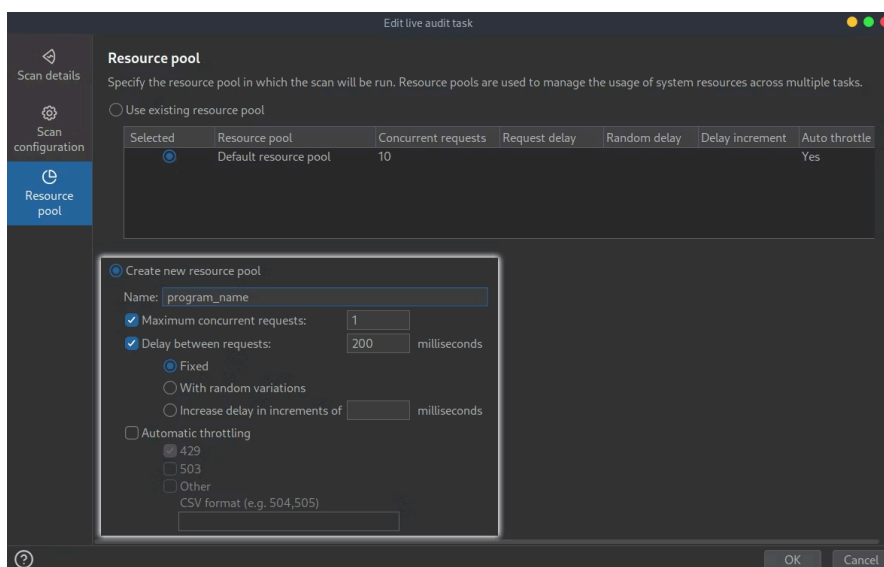 Edit live audit task
Scan details
Scan
configuration
Resource
pool
Resource pool
Specify the resource pool in which the scan will be run. Resource pools are used to manage the usage of system resources across multiple tasks.
Use existing resource pool
Selected Resource pool Concurrent requests Request delay Random delay Delay increment Auto throttle
Default resource pool 10 Yes
Create new resource pool
Name: program_name
Maximum concurrent requests: 1
Delay between requests: 200 milliseconds
Fixed
With random variations
Increase delay in increments of milliseconds
Automatic throttling
429
503
Other
CSV format (e.g. 504,505)
? OK Cancel